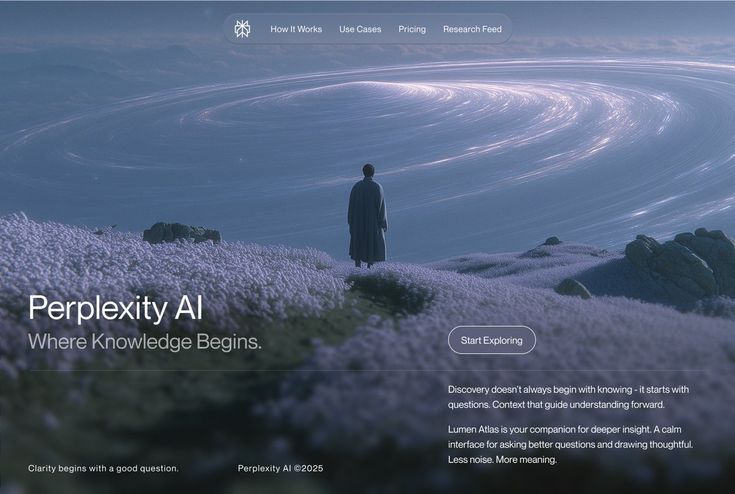 How It Works
Use Cases
Pricing
Research Feed
Perplexity AI
Where Knowledge Begins.
Start Exploring
Discovery doesn't always begin with knowing - it starts with
questions. Context that guide understanding forward.
Lumen Atlas is your companion for deeper insight. A calm
interface for asking better questions and drawing thoughtful.
Less noise. More meaning.
Clarity begins with a good question.
Perplexity AI ©2025